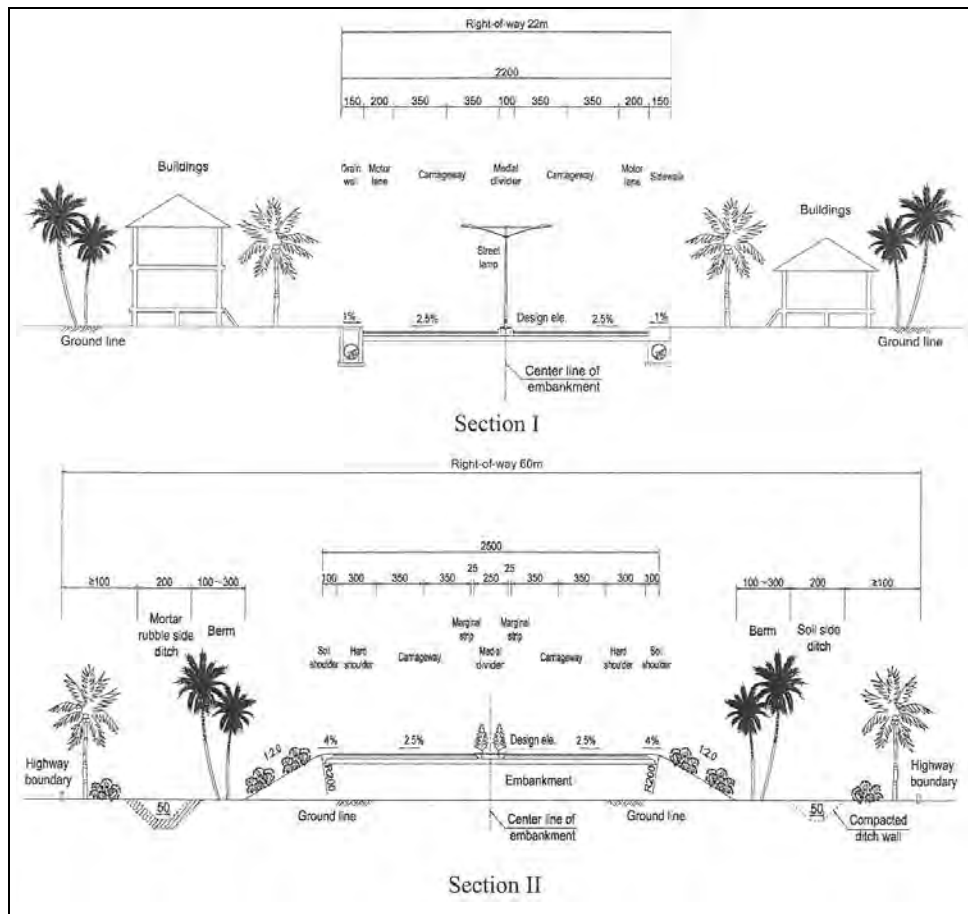 Right-of-way 22m
2200
150 200 350 350 100 350 350 200 150
Drain wall
Motor lane
Carriageway
Medial divider
Carriageway
Motor lane
Sidewalk
Buildings
Buildings
Street lamp
1%
2.5%
Design ele.
2.5%
1%
Ground line
Ground line
Center line of
embankment
Section I
Right-of-way 60m
2500
25 25
100 300 350 350 250 350 350 300 100
≥100 200 100~300
100~300 200 ≥100
Mortar
rubble side
ditch
Berm
Marginal
strip
Marginal
strip
Berm
Soil side
ditch
Soil
shoulder
Hard
shoulder
Carriageway
Medial
divider
Carriageway
Hard
shoulder
Soil
shoulder
1:2.0
4%
2.5%
Design ele.
2.5%
4%
1:2.0
Highway
boundary
Highway
boundary
R200
Embankment
R200
50
50
Ground line
Center line of
embankment
Ground line
Compacted
ditch wall
Section II